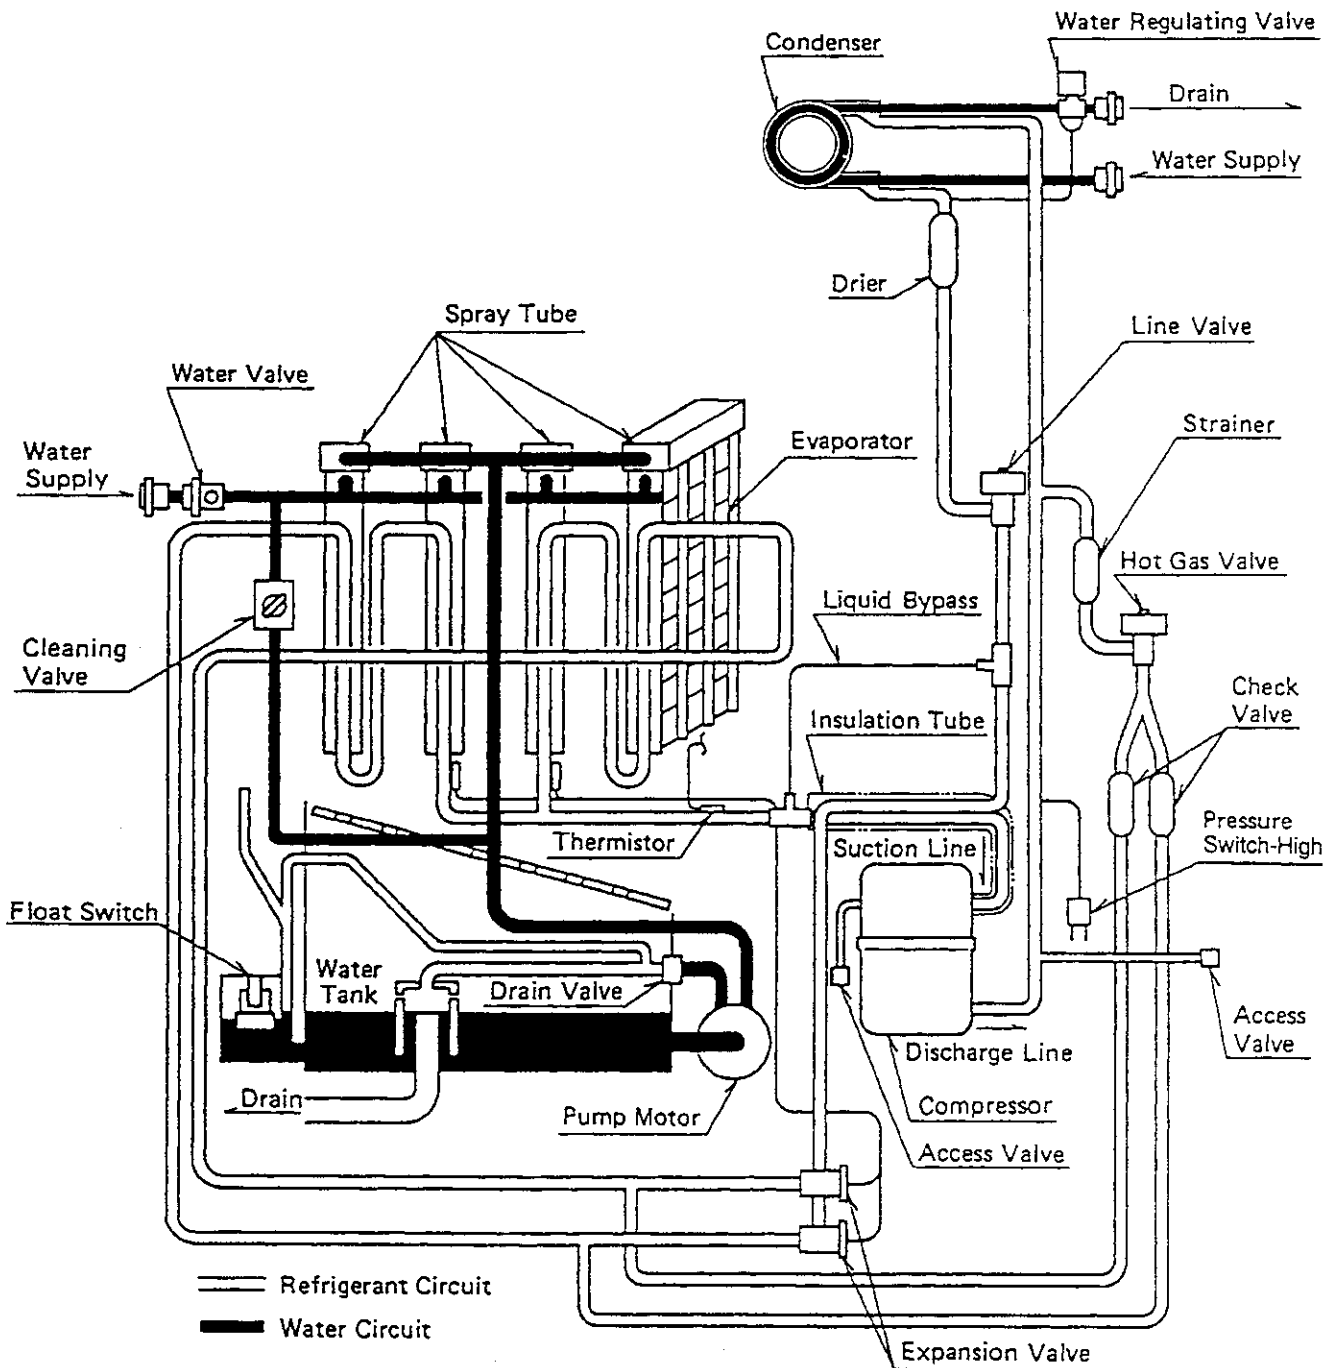 Water Regulating Valve
Condenser
Drain
Water Supply
Drier
Line Valve
Spray Tube
Water Valve
Strainer
Evaporator
Water
Supply
Hot Gas Valve
Liquid Bypass
Cleaning
Valve
Check
Valve
Insulation Tube
Thermistor
Pressure
Switch-High
Suction Line
Float Switch
Water
Tank
Drain Valve
Access
Valve
Discharge Line
Drain
Pump Motor
Compressor
Access Valve
Refrigerant Circuit
Water Circuit
Expansion Valve